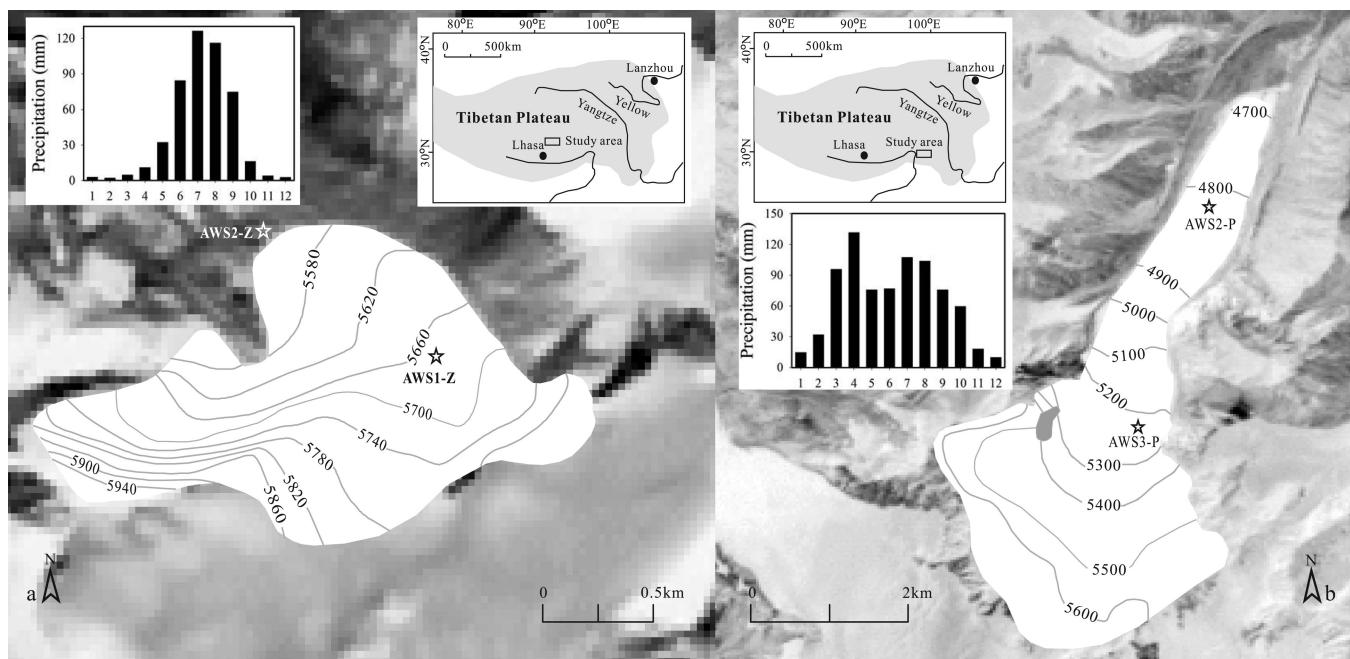 Precipitation (mm)
120
90
60
30
0
1 2 3 4 5 6 7 8 9 10 11 12
80°E 90°E 100°E
0 500km
40°N
30°N
Lanzhou
Yangtze
Yellow
Tibetan Plateau
Study area
Lhasa
AWS2-Z
5580
5620
5660
AWS1-Z
5700
5740
5780
5820
5860
5900
5940
N
a
0 0.5km
80°E 90°E 100°E
0 500km
40°N
30°N
Lanzhou
Yangtze
Yellow
Tibetan Plateau
Study area
Lhasa
Precipitation (mm)
150
120
90
60
30
0
1 2 3 4 5 6 7 8 9 10 11 12
4700
4800
AWS2-P
4900
5000
5100
5200
AWS3-P
5300
5400
5500
5600
0 2km
N
b